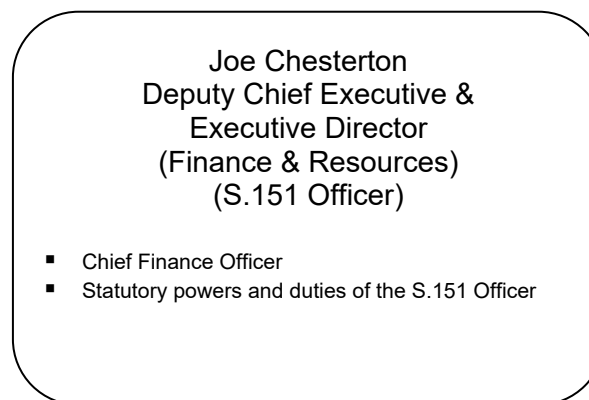 Joe Chesterton
Deputy Chief Executive &
Executive Director
(Finance & Resources)
(S.151 Officer)
▪ Chief Finance Officer
▪ Statutory powers and duties of the S.151 Officer